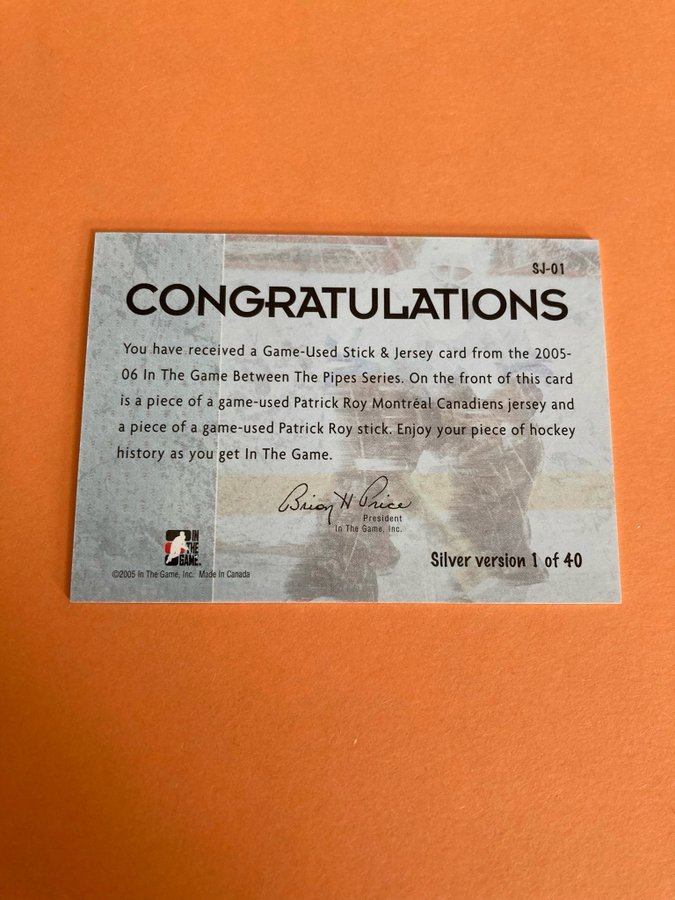 SJ-01
CONGRATULATIONS
You have received a Game-Used Stick & Jersey card from the 2005-
06 In The Game Between The Pipes Series. On the front of this card
is a piece of a game-used Patrick Roy Montréal Canadiens jersey and
a piece of a game-used Patrick Roy stick. Enjoy your piece of hockey
history as you get In The Game.
Brian H Price
President
In The Game, Inc.
IN
THE
GAME
Silver version 1 of 40
©2005 In The Game, Inc. Made In Canada